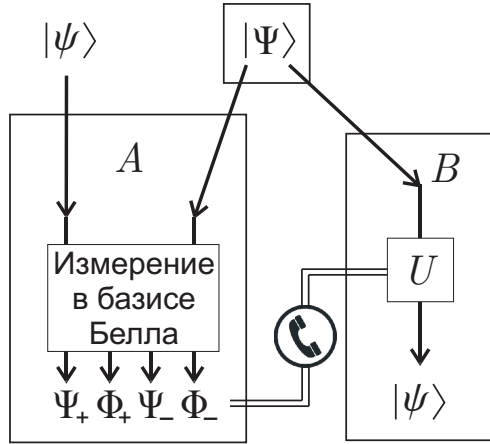 |ψ⟩
|Ψ⟩
A
B
Измерение
в базисе
Белла
U
Ψ₊ Φ₊ Ψ₋ Φ₋
|ψ⟩